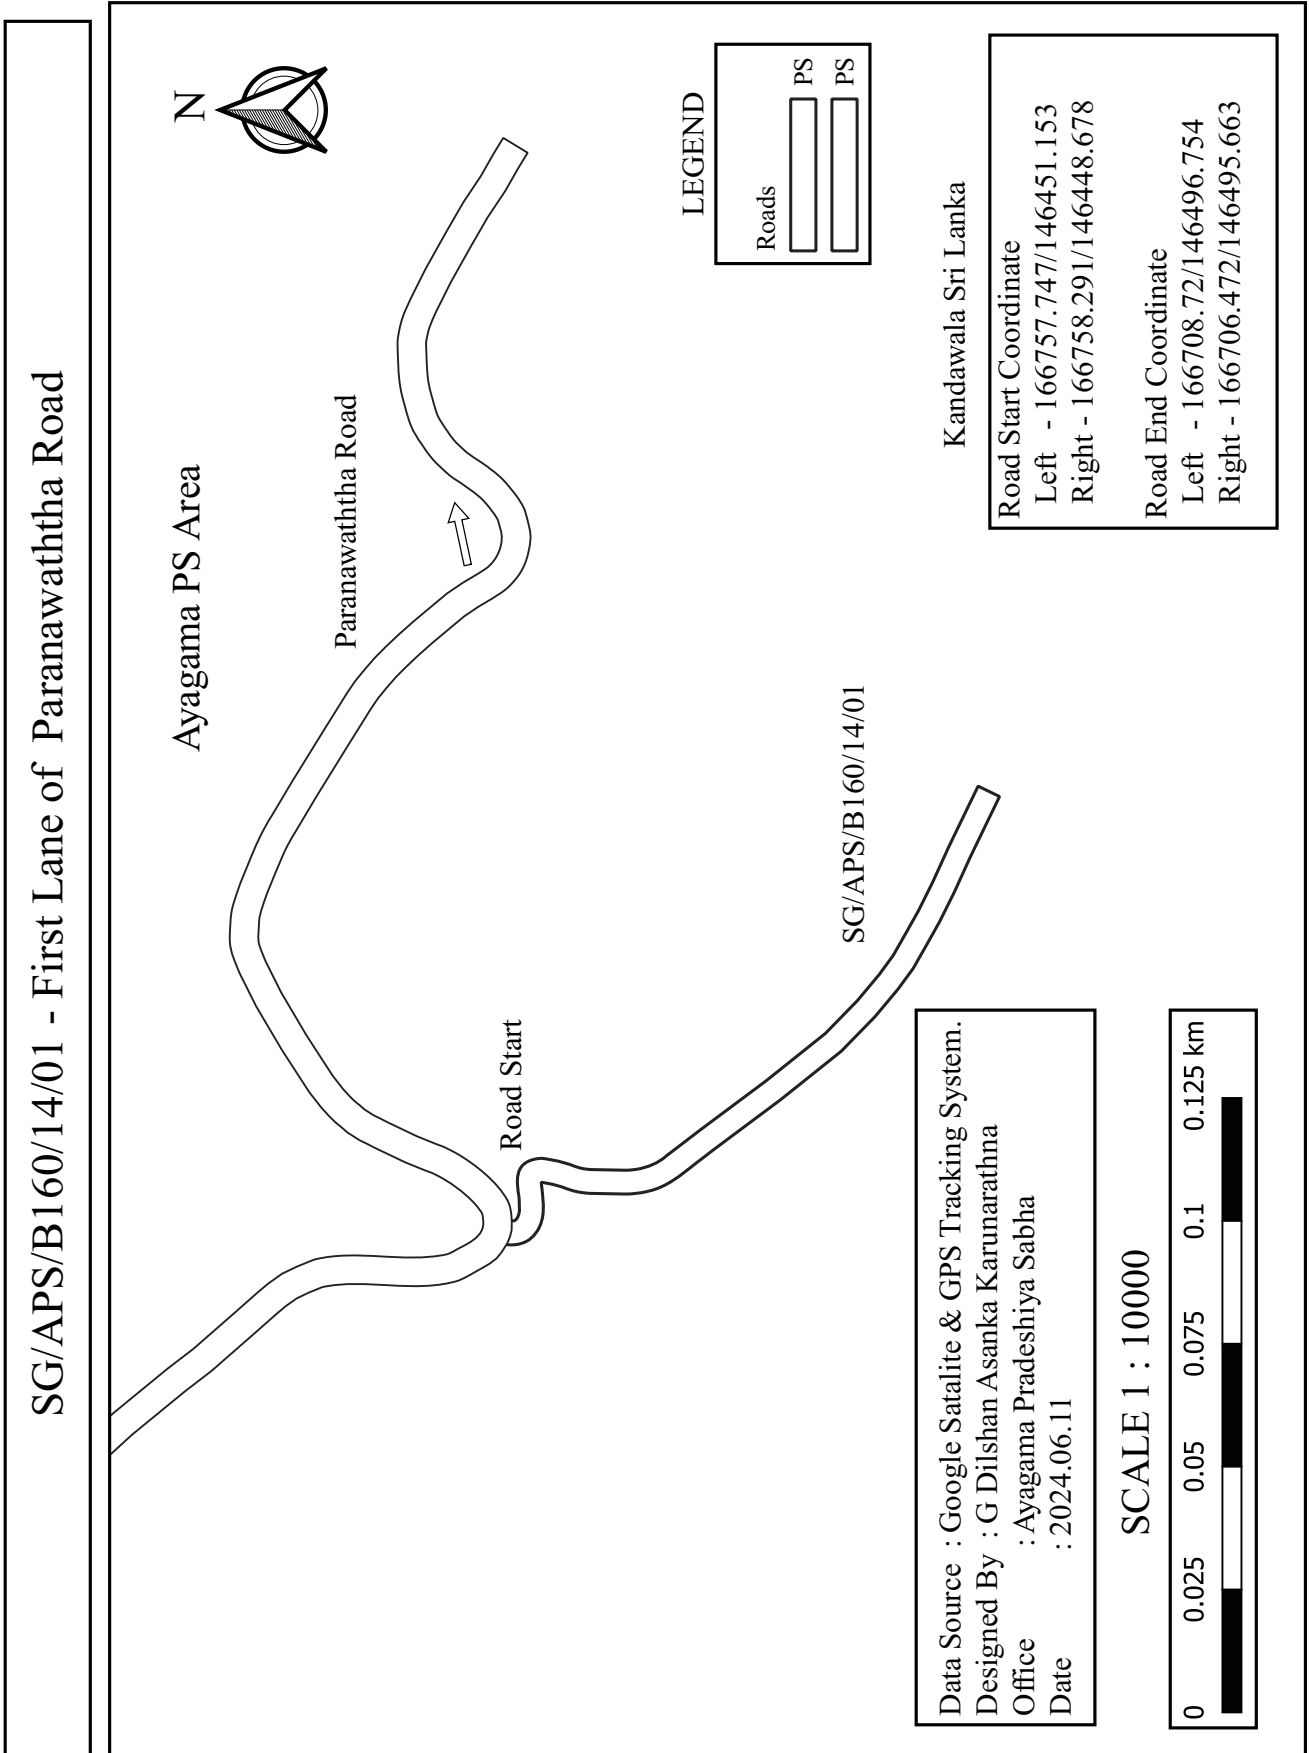 SG/APS/B160/14/01 - First Lane of Paranawaththa Road
Ayagama PS Area
N
Paranawaththa Road
Road Start
SG/APS/B160/14/01
LEGEND
Roads
PS
PS
Kandawala Sri Lanka
Road Start Coordinate
Left - 166757.747/146451.153
Right - 166758.291/146448.678
Road End Coordinate
Left - 166708.72/146496.754
Right - 166706.472/146495.663
Data Source : Google Satalite & GPS Tracking System.
Designed By : G Dilshan Asanka Karunarathna
Office : Ayagama Pradeshiya Sabha
Date : 2024.06.11
SCALE 1 : 10000
0 0.025 0.05 0.075 0.1 0.125 km